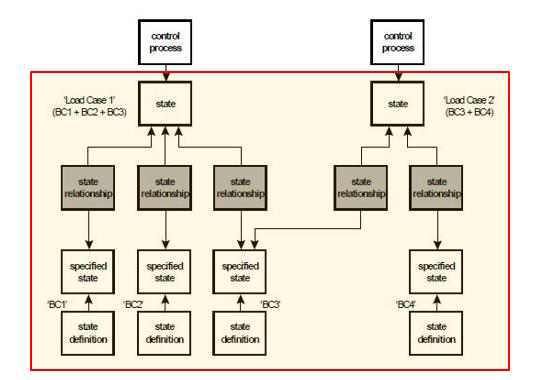 control
process
control
process
'Load Case 1'
(BC1 + BC2 + BC3)
state
state
'Load Case 2'
(BC3 + BC4)
state
relationship
state
relationship
state
relationship
state
relationship
state
relationship
specified
state
specified
state
specified
state
specified
state
'BC1'
'BC2'
'BC3'
'BC4'
state
definition
state
definition
state
definition
state
definition